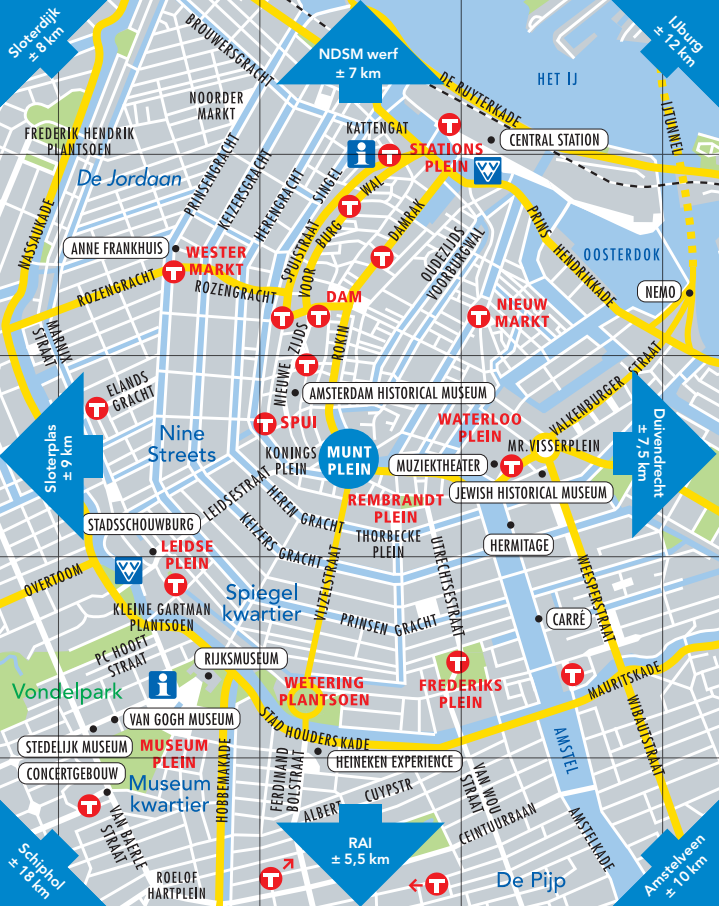 Sloterdijk
± 8 km
BROUWERSGRACHT
NDSM werf
± 7 km
IJburg
± 12 km
DE RUYTERKADE
HET IJ
NOORDER
MARKT
KATTENGAT
IJTUNNEL
FREDERIK HENDRIK
PLANTSOEN
i
T
T
STATIONS
PLEIN
CENTRAL STATION
De Jordaan
PRINSENGRACHT
KEIZERSGRACHT
HERENGRACHT
SINGEL
WAL
VVV
NASSAUKADE
T
DAMRAK
PRINS
HENDRIKKADE
ANNE FRANKHUIS
SPUISTRAAT
VOOR
BURG
OUDEZIJDS
VOORBURGWAL
OOSTERDOK
WESTER
MARKT
T
T
ROZENGRACHT
ROZENGRACHT
DAM
NEMO
T
T
T
NIEUW
MARKT
MARNIX
STRAAT
ZIJDS
ROKIN
T
ELANDS
GRACHT
T
NIEUWE
AMSTERDAM HISTORICAL MUSEUM
VALKENBURGER STRAAT
T
SPUI
WATERLOO
PLEIN
Sloterplas
± 9 km
Nine
Streets
KONINGS
PLEIN
MUNT
PLEIN
MR.VISSERPLEIN
Duivendrecht
± 7,5 km
MUZIEKTHEATER
T
LEIDSESTRAAT
HEREN GRACHT
REMBRANDT
PLEIN
JEWISH HISTORICAL MUSEUM
STADSSCHOUWBURG
KEIZERS GRACHT
THORBECKE
PLEIN
HERMITAGE
LEIDSE
PLEIN
UTRECHTSESTRAAT
WEESPERSTRAAT
VVV
T
OVERTOOM
Spiegel
kwartier
VIJZELSTRAAT
KLEINE GARTMAN
PLANTSOEN
PRINSEN GRACHT
CARRÉ
PC HOOFT
STRAAT
RIJKSMUSEUM
T
T
Vondelpark
i
WETERING
PLANTSOEN
FREDERIKS
PLEIN
MAURITSKADE
VAN GOGH MUSEUM
STAD HOUDERS KADE
WIBAUTSTRAAT
STEDELIJK MUSEUM
MUSEUM
PLEIN
HEINEKEN EXPERIENCE
AMSTEL
CONCERTGEBOUW
Museum
kwartier
HOBBEMAKADE
FERDINAND
BOLSTRAAT
CUYPSTR
ALBERT
VAN WOU
STRAAT
T
VAN BAERLE
STRAAT
CEINTUURBAAN
AMSTELKADE
Schiphol
± 18 km
ROELOF
HARTPLEIN
T
RAI
± 5,5 km
T
De Pijp
Amstelveen
± 10 km